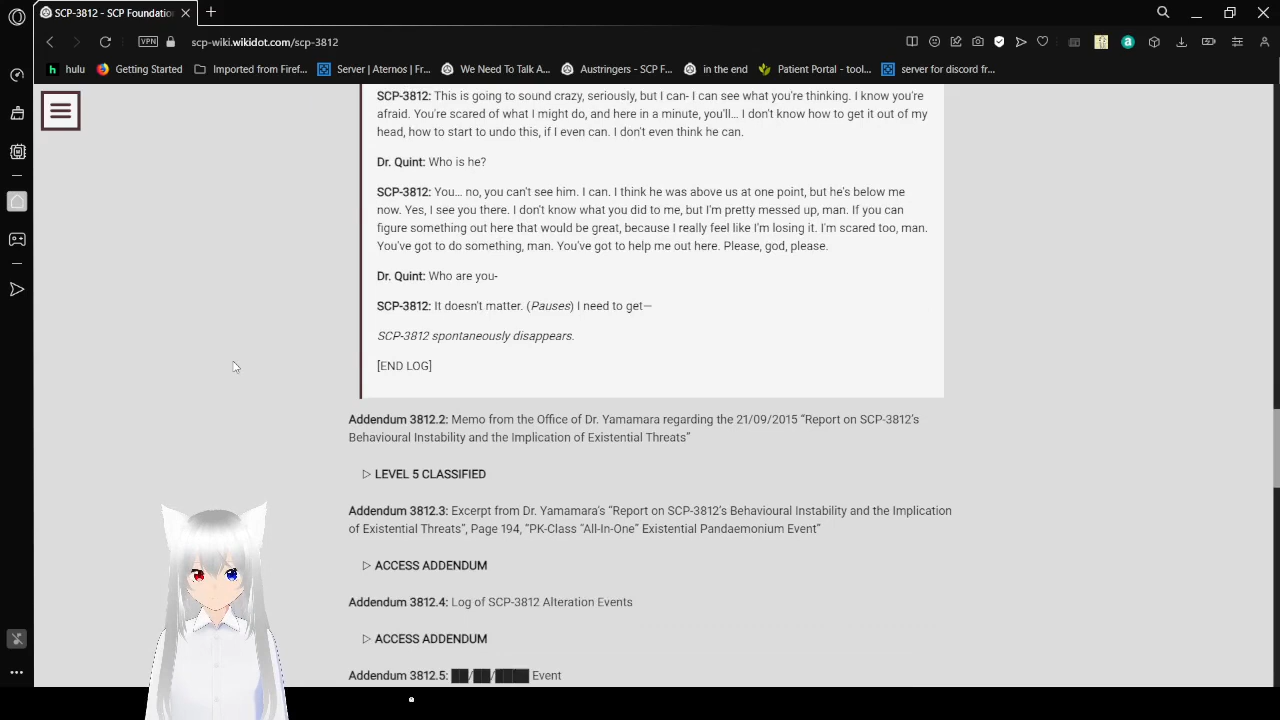 SCP-3812 - SCP Foundation
VPN
scp-wiki.wikidot.com/scp-3812
hulu
Getting Started
Imported from Firef...
Server | Aternos | Fr...
We Need To Talk A...
Austringers - SCP F...
in the end
Patient Portal - tool...
server for discord fr...
SCP-3812: This is going to sound crazy, seriously, but I can- I can see what you're thinking. I know you're
afraid. You're scared of what I might do, and here in a minute, you'll… I don't know how to get it out of my
head, how to start to undo this, if I even can. I don't even think he can.
Dr. Quint: Who is he?
SCP-3812: You… no, you can't see him. I can. I think he was above us at one point, but he's below me
now. Yes, I see you there. I don't know what you did to me, but I'm pretty messed up, man. If you can
figure something out here that would be great, because I really feel like I'm losing it. I'm scared too, man.
You've got to do something, man. You've got to help me out here. Please, god, please.
Dr. Quint: Who are you-
SCP-3812: It doesn't matter. (Pauses) I need to get—
SCP-3812 spontaneously disappears.
[END LOG]
Addendum 3812.2: Memo from the Office of Dr. Yamamara regarding the 21/09/2015 “Report on SCP-3812’s
Behavioural Instability and the Implication of Existential Threats”
▷ LEVEL 5 CLASSIFIED
Addendum 3812.3: Excerpt from Dr. Yamamara's “Report on SCP-3812’s Behavioural Instability and the Implication
of Existential Threats”, Page 194, “PK-Class “All-In-One” Existential Pandaemonium Event”
▷ ACCESS ADDENDUM
Addendum 3812.4: Log of SCP-3812 Alteration Events
▷ ACCESS ADDENDUM
Addendum 3812.5: ██/██/████ Event